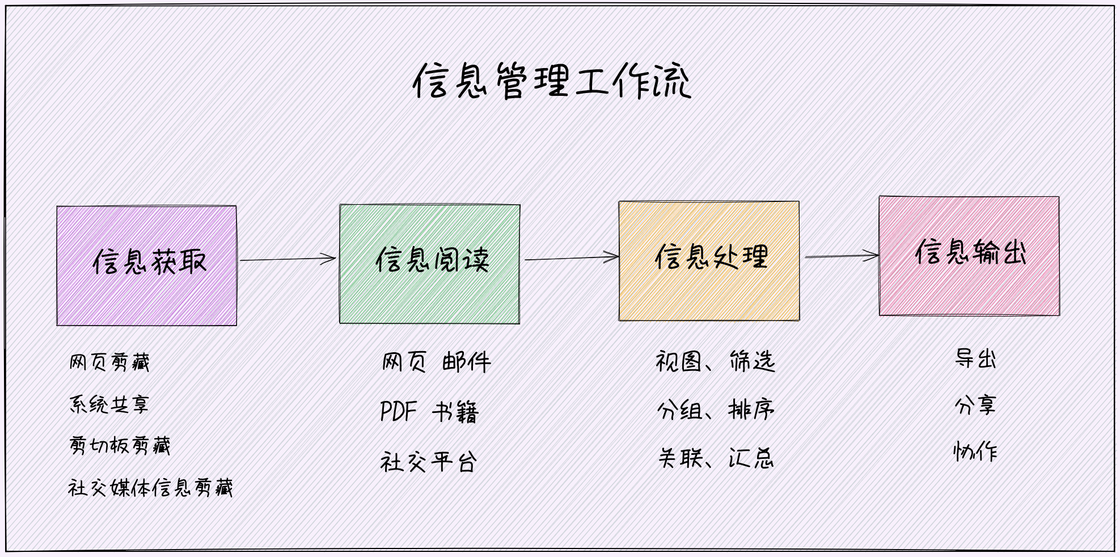 信息管理工作流
信息获取
网页剪藏
系统共享
剪切板剪藏
社交媒体信息剪藏
信息阅读
网页 邮件
PDF 书籍
社交平台
信息处理
视图、筛选
分组、排序
关联、汇总
信息输出
导出
分享
协作